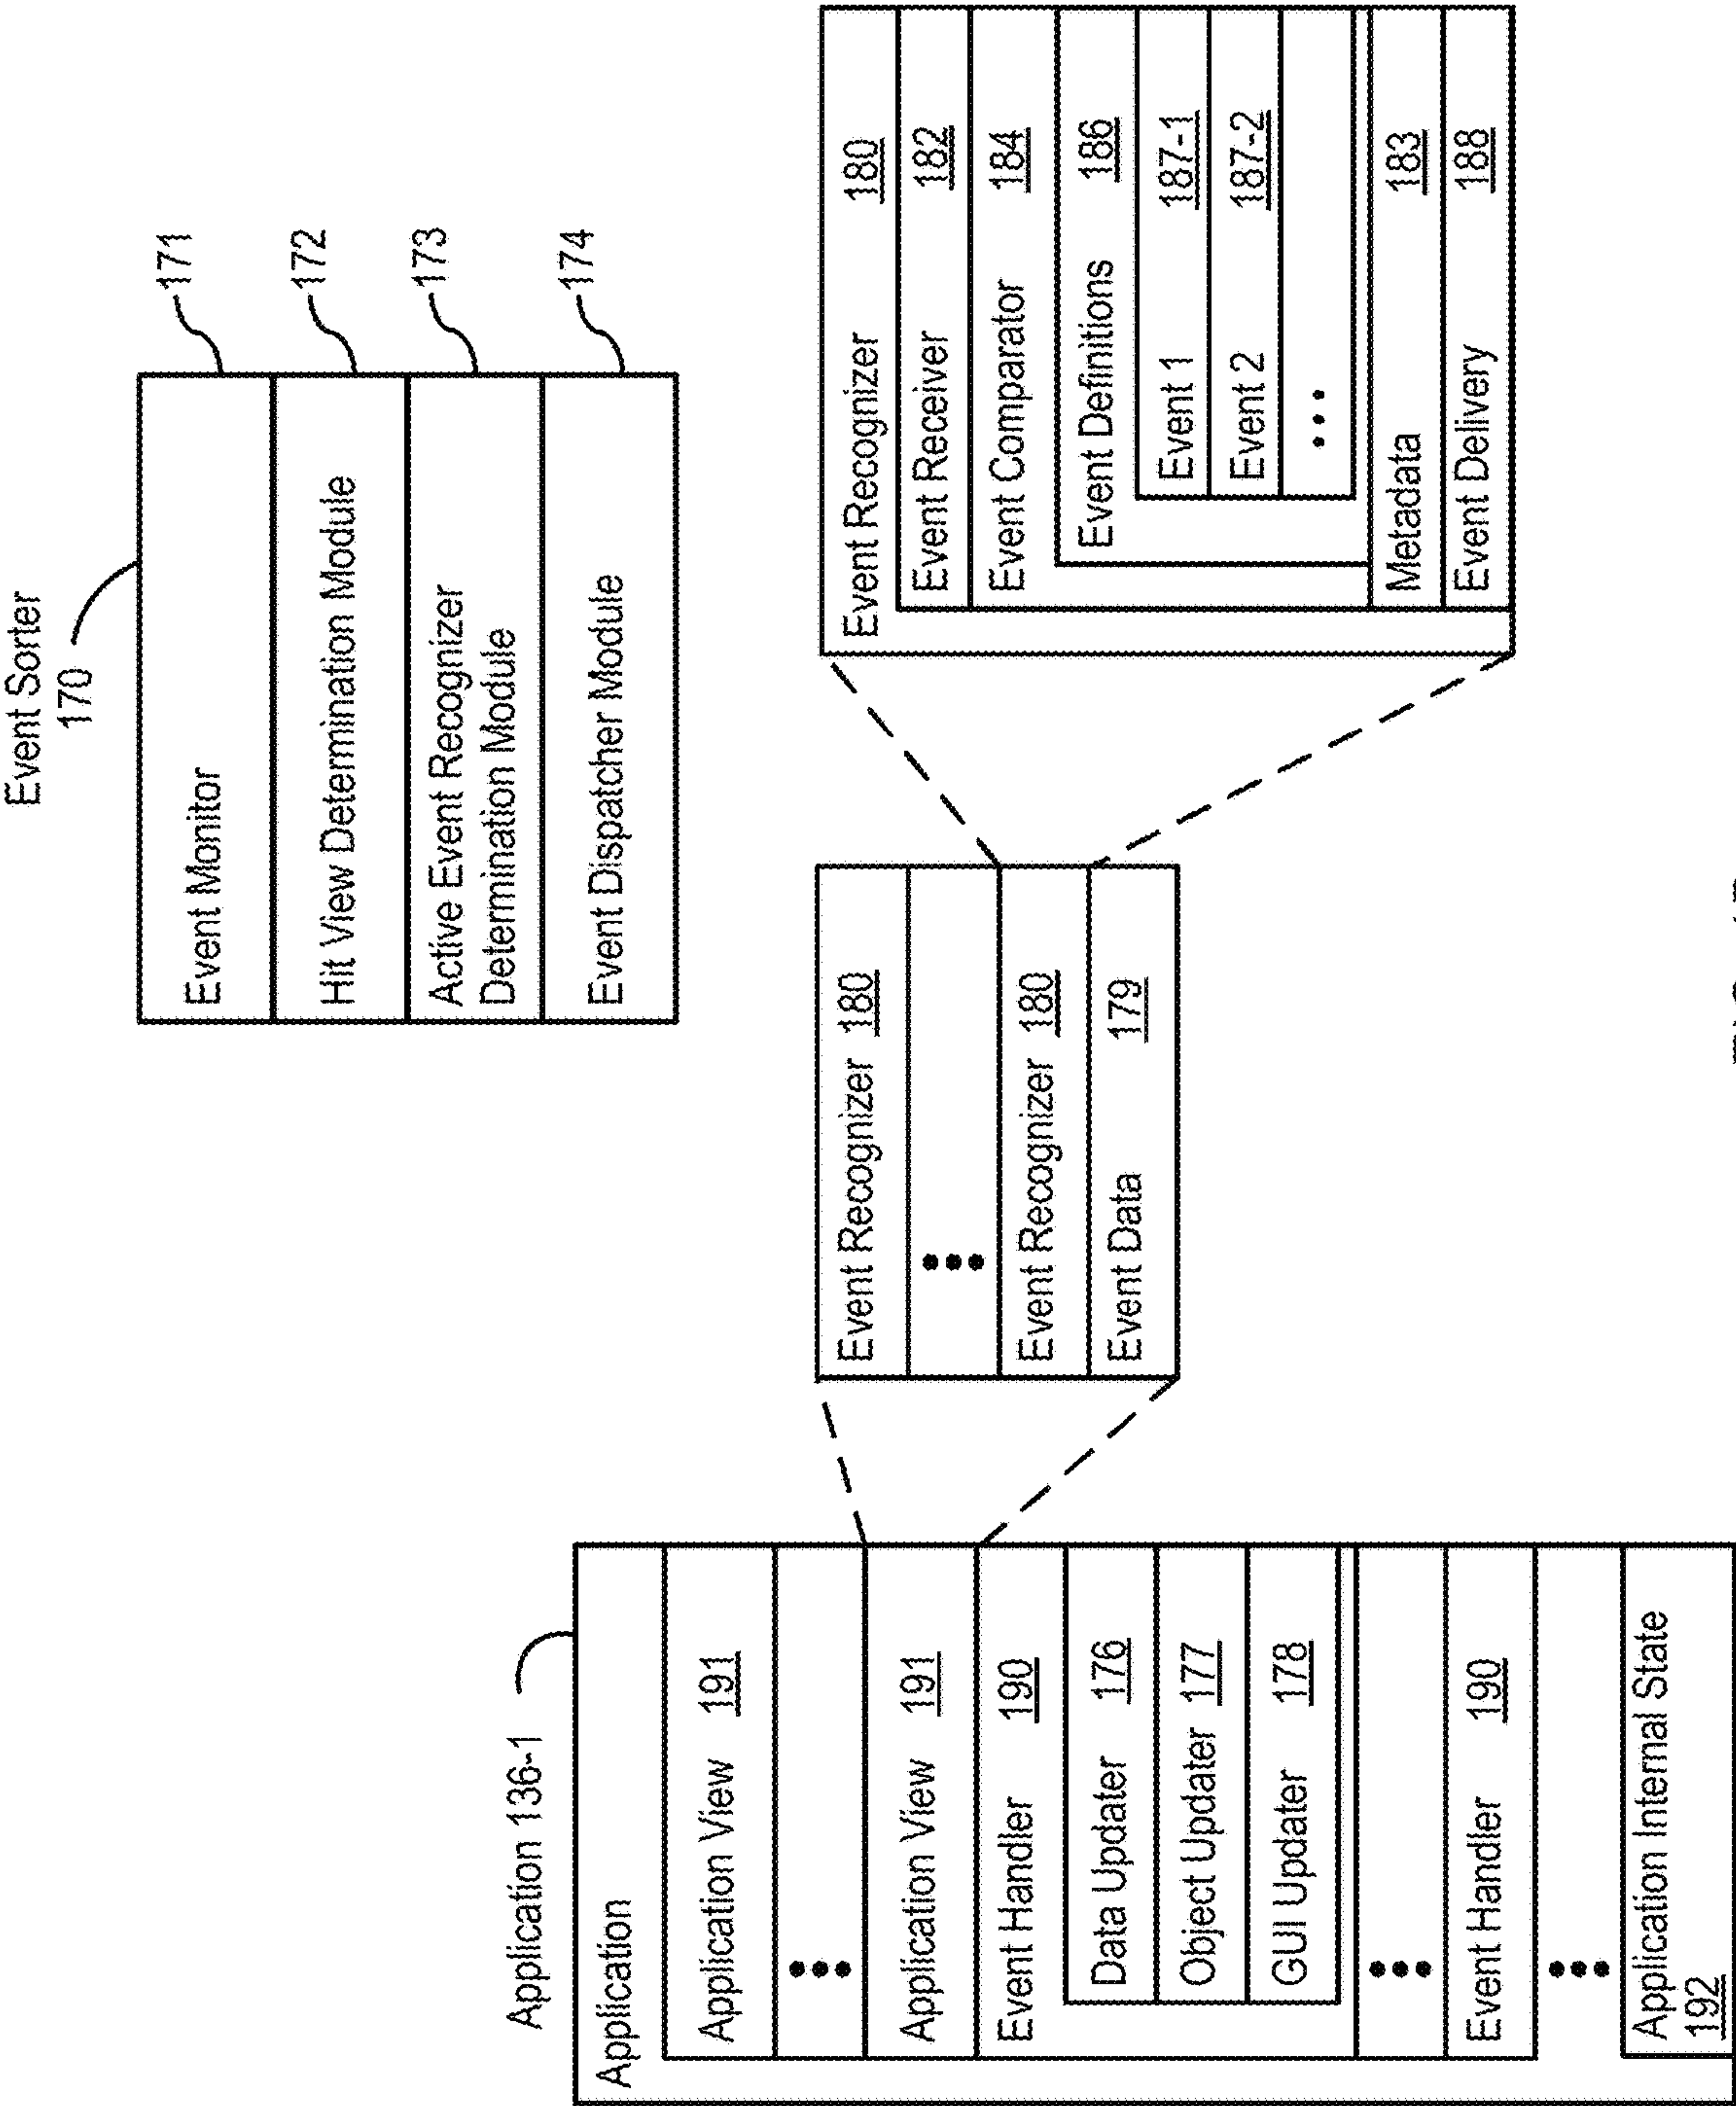 Event Sorter
170
Event Monitor
171
Hit View Determination Module
172
Active Event Recognizer
Determination Module
173
Event Dispatcher Module
174
Application 136-1
Application
Application View 191
•••
Application View 191
Event Handler 190
Data Updater 176
Object Updater 177
GUI Updater 178
•••
Event Handler 190
•••
Application Internal State
192
Event Recognizer 180
•••
Event Recognizer 180
Event Data 179
Event Recognizer 180
Event Receiver 182
Event Comparator 184
Event Definitions 186
Event 1 187-1
Event 2 187-2
•••
Metadata 183
Event Delivery 188